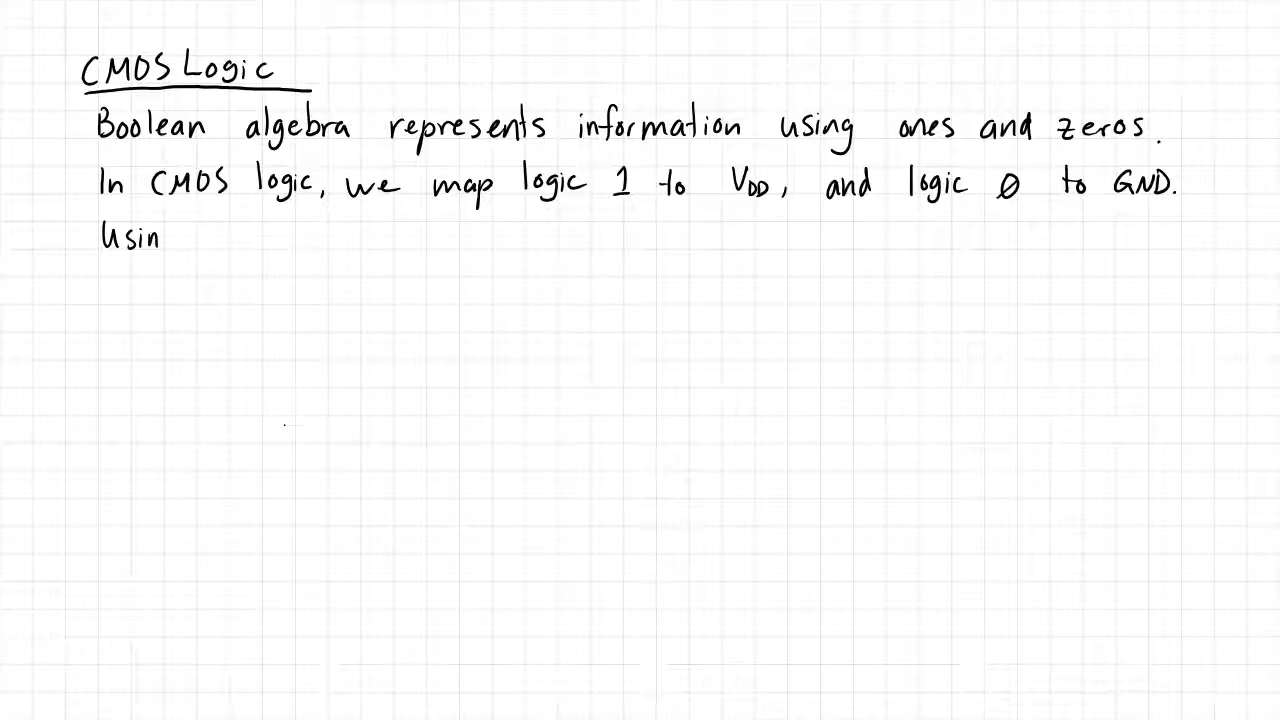 CMOS Logic
Boolean algebra represents information using ones and zeros.
In CMOS logic, we map logic 1 to VDD, and logic 0 to GND.
Usin